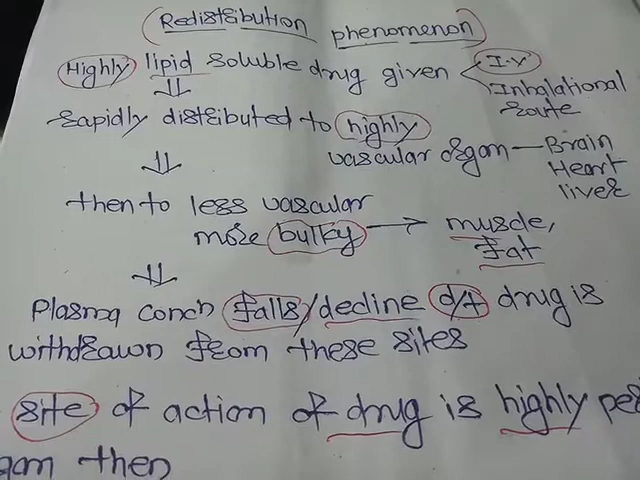 (Redistribution phenomenon)
Highly lipid soluble drug given < I.V
Inhalational
route
⇓
Rapidly distributed to highly
vascular organ — Brain
Heart
liver
⇓
then to less vascular
more bulky → muscle,
fat
⇓
Plasma concn falls/decline d/t drug is
withdrawn from these sites
site of action of drug is highly per
gan then